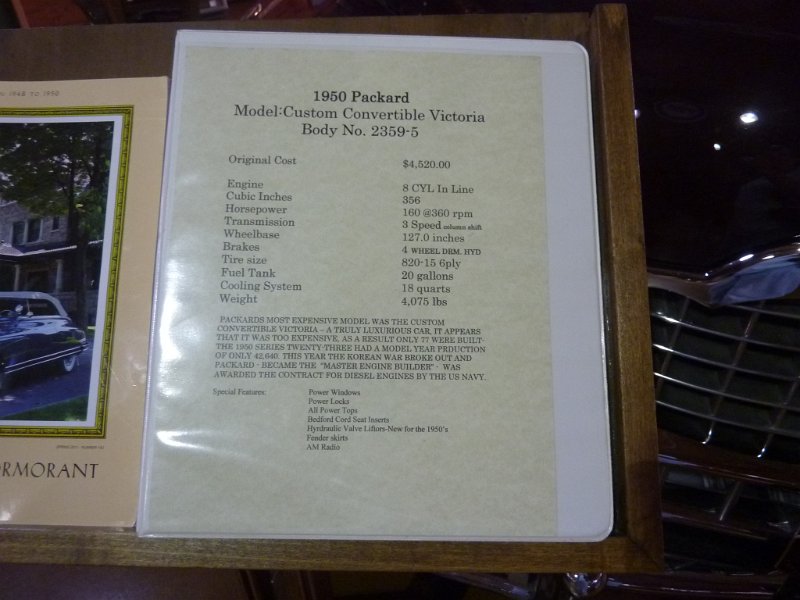 1948 TO 1950
ORMORANT
1950 Packard
Model:Custom Convertible Victoria
Body No. 2359-5
Original Cost $4,520.00
Engine 8 CYL In Line
Cubic Inches 356
Horsepower 160 @360 rpm
Transmission 3 Speed column shift
Wheelbase 127.0 inches
Brakes 4 WHEEL DRM. HYD
Tire size 820-15 6ply
Fuel Tank 20 gallons
Cooling System 18 quarts
Weight 4,075 lbs
PACKARDS MOST EXPENSIVE MODEL WAS THE CUSTOM
CONVERTIBLE VICTORIA – A TRULY LUXURIOUS CAR, IT APPEARS
THAT IT WAS TOO EXPENSIVE, AS A RESULT ONLY 77 WERE BUILT-
THE 1950 SERIES TWENTY-THREE HAD A MODEL YEAR PRDUCTION
OF ONLY 42,640. THIS YEAR THE KOREAN WAR BROKE OUT AND
PACKARD - BECAME THE "MASTER ENGINE BUILDER" - WAS
AWARDED THE CONTRACT FOR DIESEL ENGINES BY THE US NAVY.
Special Features: Power Windows
Power Locks
All Power Tops
Bedford Cord Seat Inserts
Hyrdraulic Valve Liftors-New for the 1950's
Fender skirts
AM Radio